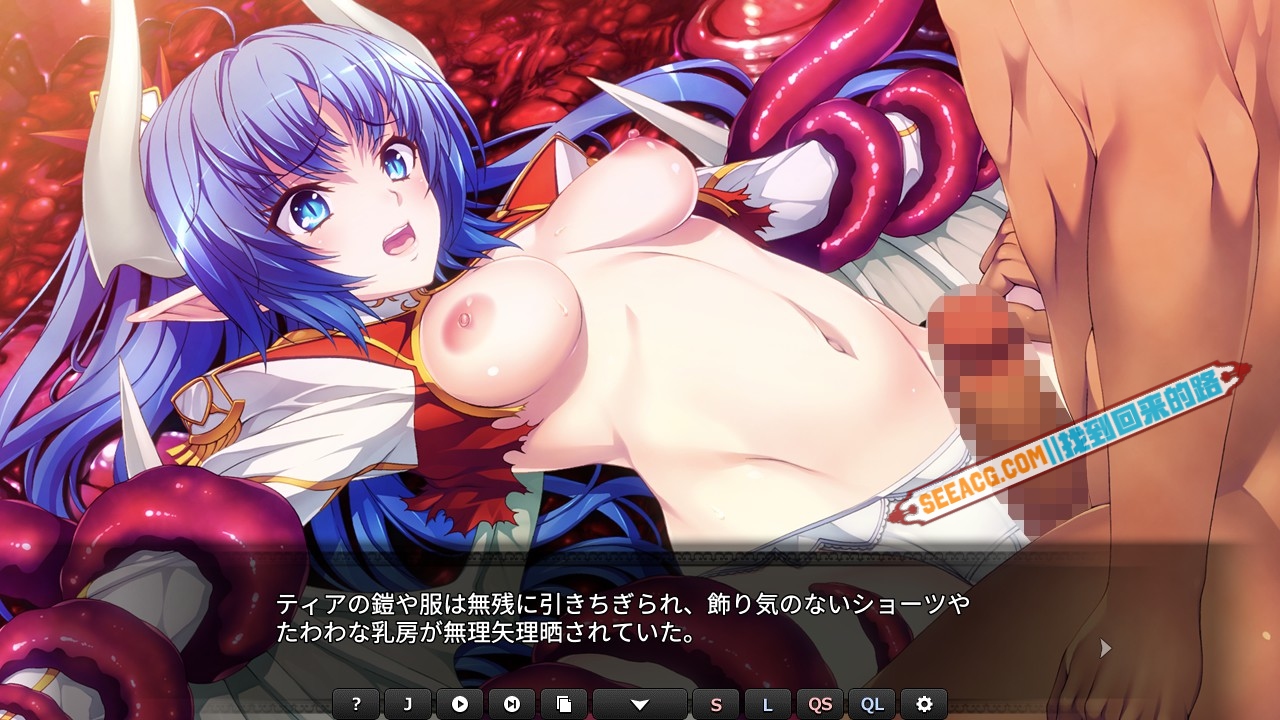 SEEACG.COM||找到回来的路
ティアの鎧や服は無残に引きちぎられ、飾り気のないショーツや
たわわな乳房が無理矢理晒されていた。
? J S L QS QL